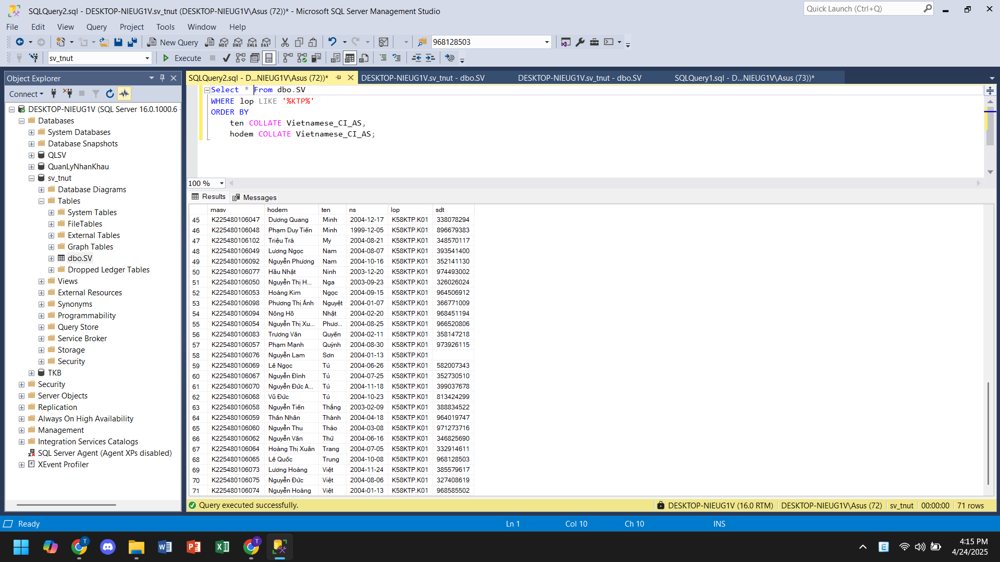 SQLQuery2.sql - DESKTOP-NIEUG1V.sv_tnut (DESKTOP-NIEUG1V\Asus (72))* - Microsoft SQL Server Management Studio
Quick Launch (Ctrl+Q)
File Edit View Query Project Tools Window Help
New Query MDX DMX XMLA DAX 968128503
sv_tnut Execute
Object Explorer
Connect
DESKTOP-NIEUG1V (SQL Server 16.0.1000.6 -
Databases
System Databases
Database Snapshots
QLSV
QuanLyNhanKhau
sv_tnut
Database Diagrams
Tables
System Tables
FileTables
External Tables
Graph Tables
dbo.SV
Dropped Ledger Tables
Views
External Resources
Synonyms
Programmability
Query Store
Service Broker
Storage
Security
TKB
Security
Server Objects
Replication
Always On High Availability
Management
Integration Services Catalogs
SQL Server Agent (Agent XPs disabled)
XEvent Profiler
SQLQuery2.sql - D...NIEUG1V\Asus (72))* DESKTOP-NIEUG1V.sv_tnut - dbo.SV DESKTOP-NIEUG1V.sv_tnut - dbo.SV SQLQuery1.sql - D...NIEUG1V\Asus (73))*
Select * From dbo.SV
WHERE lop LIKE '%KTP%'
ORDER BY
ten COLLATE Vietnamese_CI_AS,
hodem COLLATE Vietnamese_CI_AS;
100 %
Results Messages
masv hodem ten ns lop sdt
45 K225480106047 Dương Quang Minh 2004-12-17 K58KTP.K01 338078294
46 K225480106048 Phạm Duy Tiến Minh 1999-12-05 K58KTP.K01 896679383
47 K225480106102 Triệu Trà My 2004-08-21 K58KTP.K01 348570117
48 K225480106049 Lương Ngọc Nam 2004-08-07 K58KTP.K01 393541400
49 K225480106092 Nguyễn Phương Nam 2004-10-16 K58KTP.K01 352141130
50 K225480106077 Hầu Nhật Ninh 2003-12-20 K58KTP.K01 974493002
51 K225480106050 Nguyễn Thị H... Nga 2003-09-23 K58KTP.K01 326026024
52 K225480106053 Hoàng Kim Ngọc 2004-09-15 K58KTP.K01 964506912
53 K225480106098 Phương Thị Ánh Nguyệt 2004-01-07 K58KTP.K01 366771009
54 K225480106094 Nông Hồ Nhật 2004-02-20 K58KTP.K01 968451194
55 K225480106054 Nguyễn Thị Xu... Phươ... 2004-08-25 K58KTP.K01 966520806
56 K225480106083 Trương Văn Quyến 2004-02-11 K58KTP.K01 358147218
57 K225480106057 Phạm Mạnh Quỳnh 2004-08-30 K58KTP.K01 973926115
58 K225480106076 Nguyễn Lam Sơn 2004-01-13 K58KTP.K01
59 K225480106069 Lê Ngọc Tú 2004-06-26 K58KTP.K01 582007343
60 K225480106067 Nguyễn Đình Tú 2004-07-25 K58KTP.K01 352730510
61 K225480106070 Nguyễn Đức A... Tú 2004-11-18 K58KTP.K01 399037678
62 K225480106068 Vũ Đức Tú 2004-10-23 K58KTP.K01 813424299
63 K225480106058 Nguyễn Tiến Thắng 2003-02-09 K58KTP.K01 388834522
64 K225480106059 Thân Nhân Thành 2004-04-18 K58KTP.K01 964019747
65 K225480106060 Nguyễn Thu Thảo 2004-03-08 K58KTP.K01 971273716
66 K225480106062 Nguyễn Văn Thứ 2004-06-16 K58KTP.K01 346825690
67 K225480106064 Hoàng Thị Xuân Trang 2004-07-05 K58KTP.K01 332914611
68 K225480106065 Lê Quốc Trung 2004-10-08 K58KTP.K01 968128503
69 K225480106073 Lương Hoàng Việt 2004-11-24 K58KTP.K01 385579617
70 K225480106075 Nguyễn Đức Việt 2004-08-06 K58KTP.K01 327408619
71 K225480106074 Nguyễn Hoàng Việt 2004-01-13 K58KTP.K01 968585502
Query executed successfully. DESKTOP-NIEUG1V (16.0 RTM) DESKTOP-NIEUG1V\Asus (72) sv_tnut 00:00:00 71 rows
Ready Ln 1 Col 10 Ch 10 INS
4:15 PM
4/24/2025